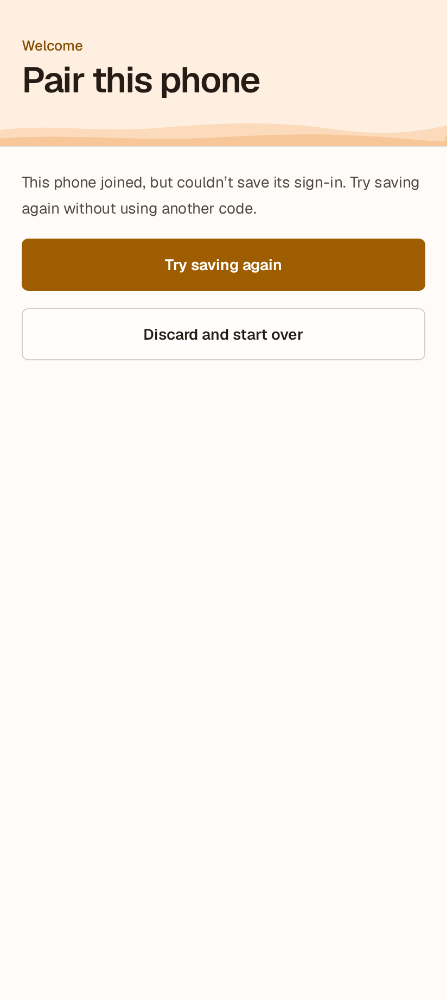 Welcome
Pair this phone
This phone joined, but couldn't save its sign-in. Try saving
again without using another code.
Try saving again
Discard and start over